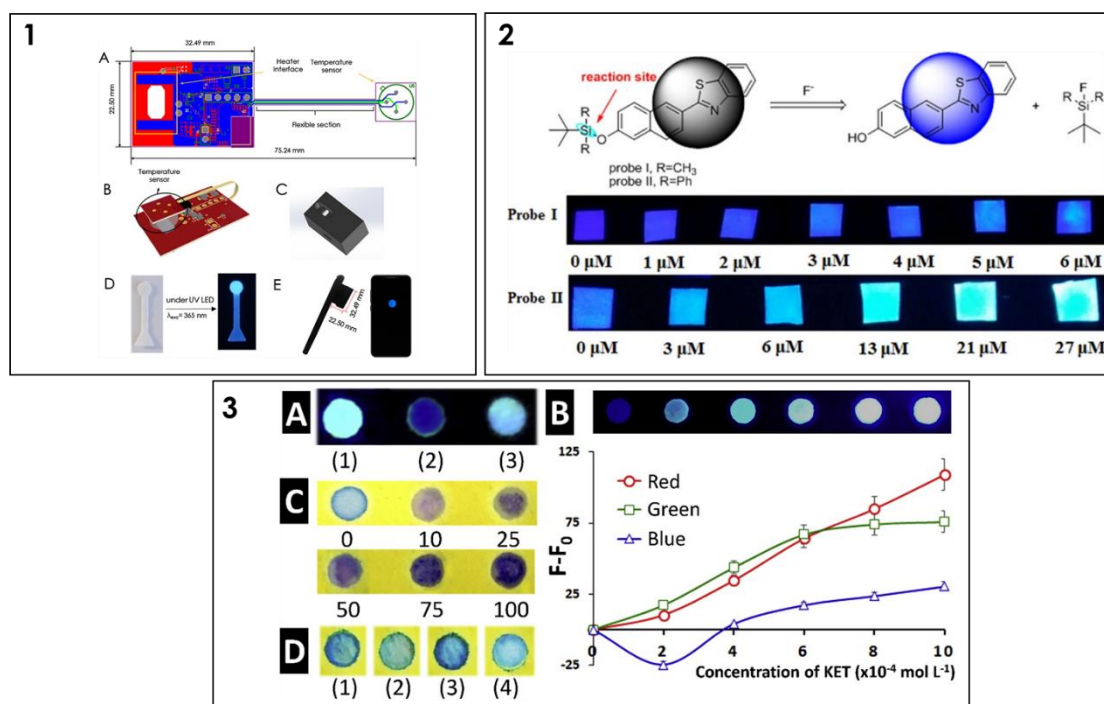 1
32.49 mm
A
Heater
interface
Temperature
sensor
22.50 mm
Flexible section
75.24 mm
B
Temperature
sensor
C
D
under UV LED
λexc= 365 nm
E
32.49 mm
22.50 mm
2
reaction site
R
Si
R
O
S
N
F⁻
HO
S
N
+
F
R
Si
R
probe I, R=CH₃
probe II, R=Ph
Probe I
0 µM 1 µM 2 µM 3 µM 4 µM 5 µM 6 µM
Probe II
0 µM 3 µM 6 µM 13 µM 21 µM 27 µM
3
A
(1) (2) (3)
B
C
0 10 25
50 75 100
D
(1) (2) (3) (4)
125
75
25
-25
F-F₀
Red
Green
Blue
0 2 4 6 8 10
Concentration of KET (x10⁻⁴ mol L⁻¹)